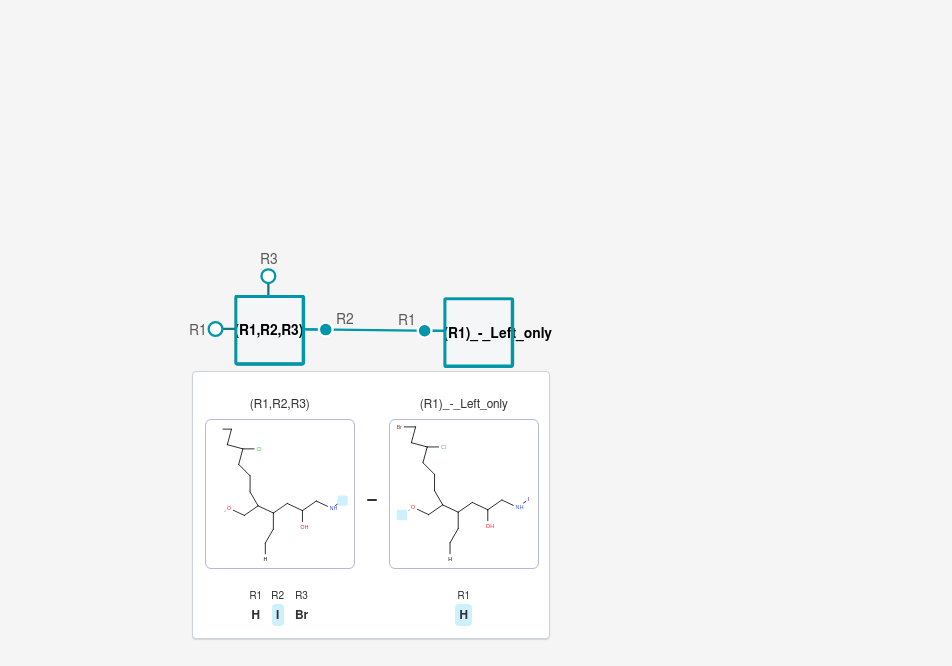 R3
R1
(R1,R2,R3)
R2
R1
(R1)_-_Left_only
(R1,R2,R3)
(R1)_-_Left_only
Cl
O
NH
OH
H
Br
Cl
I
O
NH
OH
H
R1 R2 R3
H I Br
R1
H